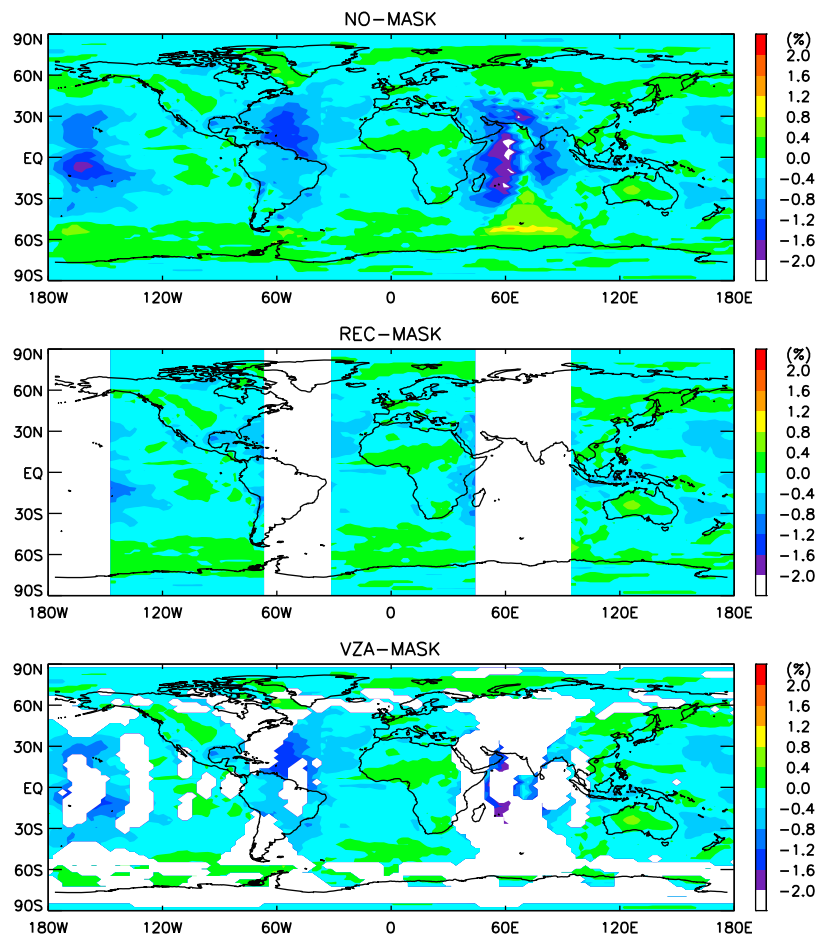 NO-MASK
90N
60N
30N
EQ
30S
60S
90S
180W 120W 60W 0 60E 120E 180E
(%)
2.0
1.6
1.2
0.8
0.4
0.0
-0.4
-0.8
-1.2
-1.6
-2.0
REC-MASK
90N
60N
30N
EQ
30S
60S
90S
180W 120W 60W 0 60E 120E 180E
(%)
2.0
1.6
1.2
0.8
0.4
0.0
-0.4
-0.8
-1.2
-1.6
-2.0
VZA-MASK
90N
60N
30N
EQ
30S
60S
90S
180W 120W 60W 0 60E 120E 180E
(%)
2.0
1.6
1.2
0.8
0.4
0.0
-0.4
-0.8
-1.2
-1.6
-2.0